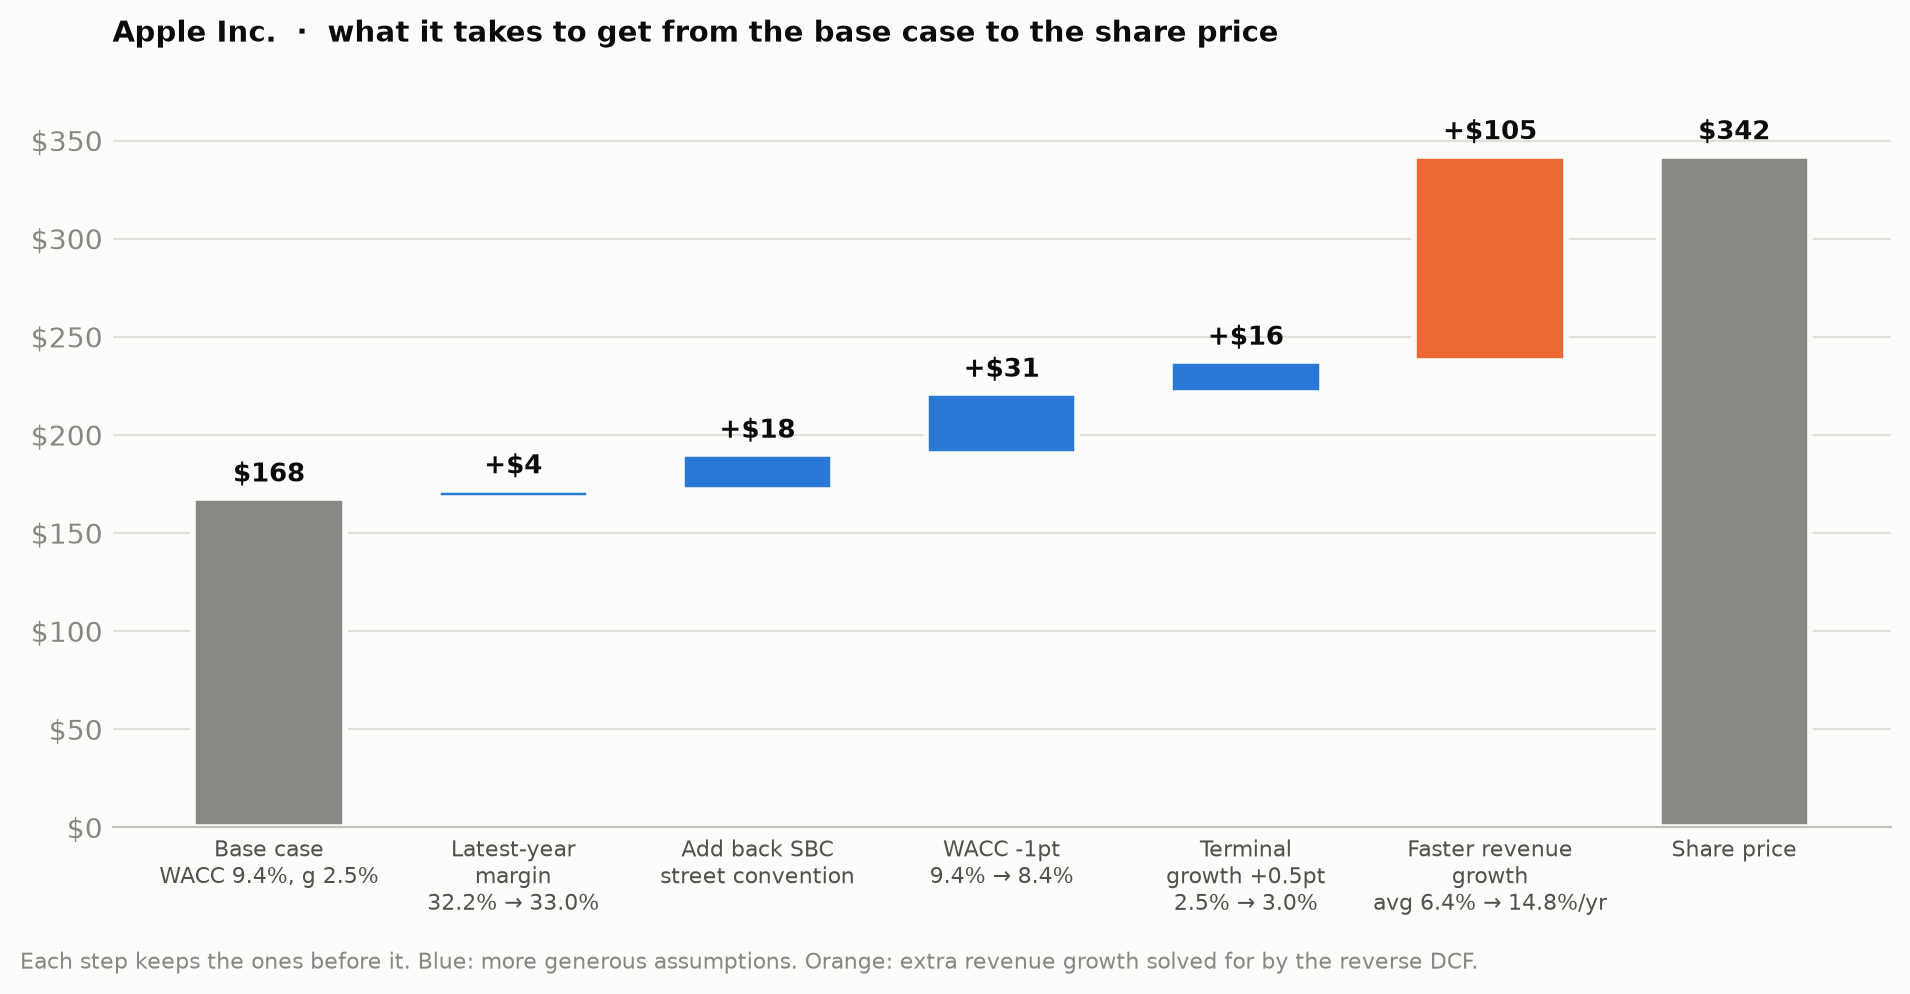 Apple Inc.  ·  what it takes to get from the base case to the share price
$350
$300
$250
$200
$150
$100
$50
$0
$168
+$4
+$18
+$31
+$16
+$105
$342
Base case
WACC 9.4%, g 2.5%
Latest-year
margin
32.2% → 33.0%
Add back SBC
street convention
WACC -1pt
9.4% → 8.4%
Terminal
growth +0.5pt
2.5% → 3.0%
Faster revenue
growth
avg 6.4% → 14.8%/yr
Share price
Each step keeps the ones before it. Blue: more generous assumptions. Orange: extra revenue growth solved for by the reverse DCF.